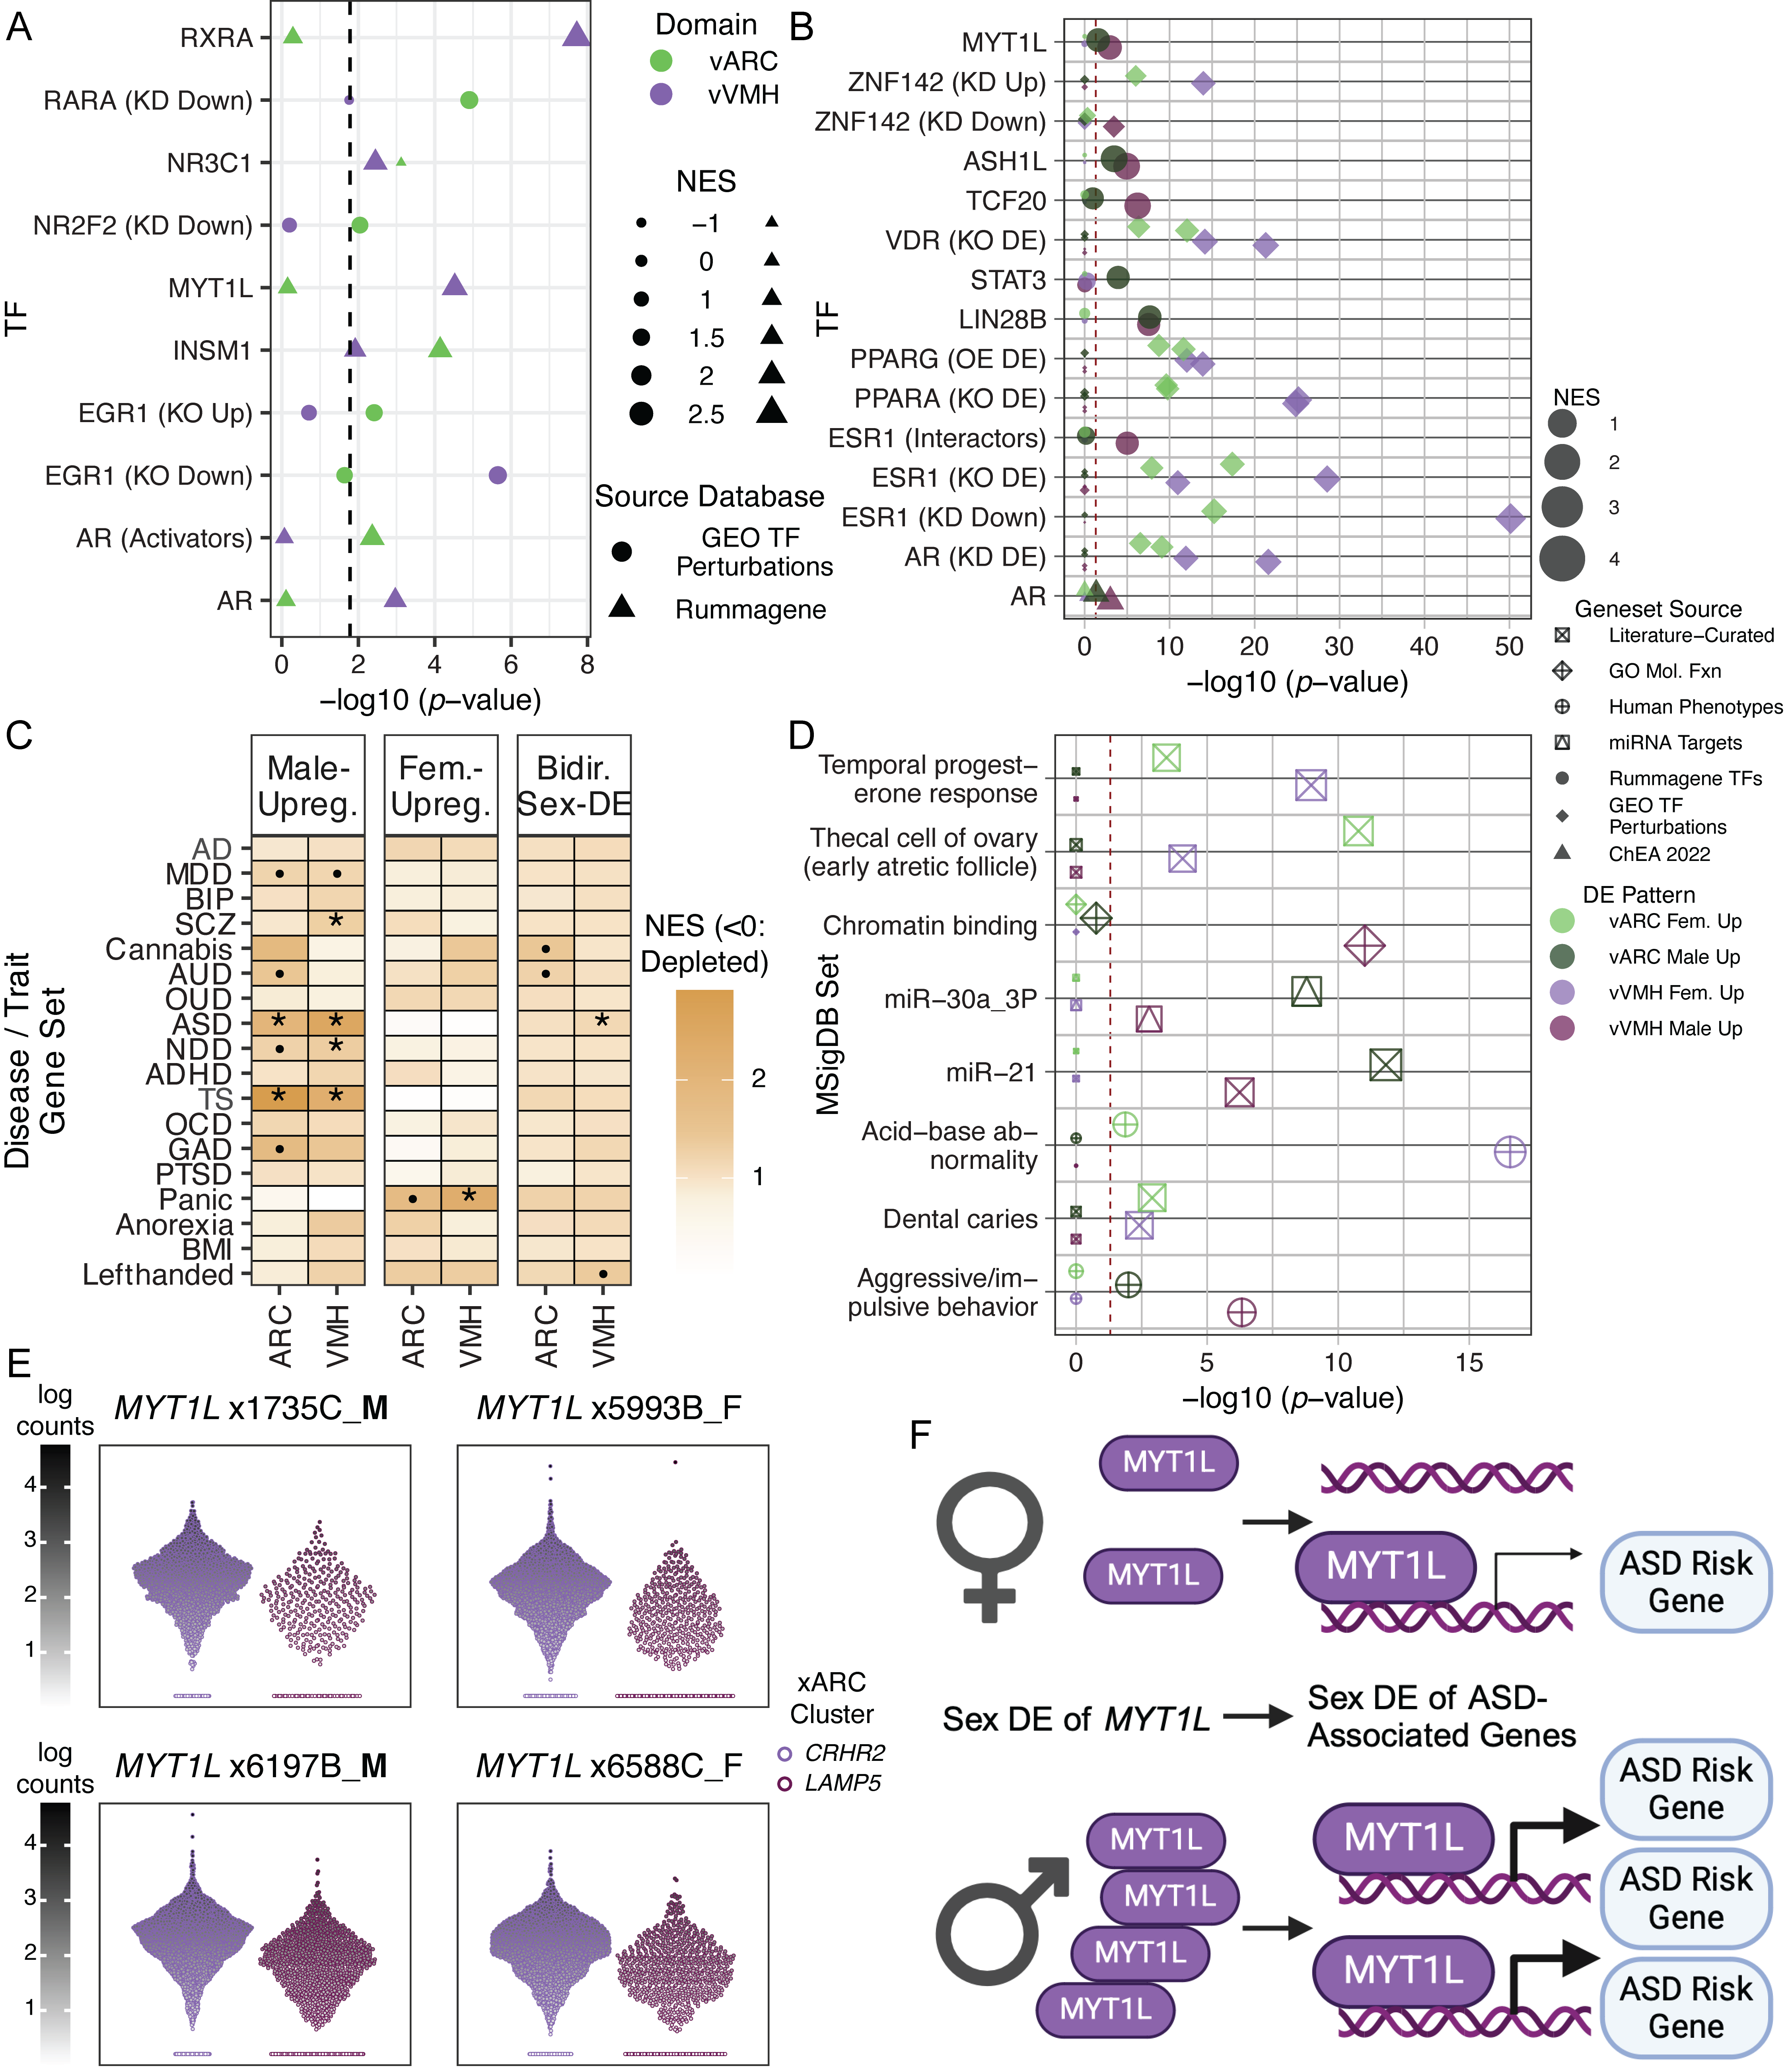 A
RXRA
RARA (KD Down)
NR3C1
NR2F2 (KD Down)
MYT1L
INSM1
EGR1 (KO Up)
EGR1 (KO Down)
AR (Activators)
AR
TF
0 2 4 6 8
−log10 (p−value)
Domain
vARC
vVMH
NES
−1
0
1
1.5
2
2.5
Source Database
GEO TF
Perturbations
Rummagene
B
MYT1L
ZNF142 (KD Up)
ZNF142 (KD Down)
ASH1L
TCF20
VDR (KO DE)
STAT3
LIN28B
PPARG (OE DE)
PPARA (KO DE)
ESR1 (Interactors)
ESR1 (KO DE)
ESR1 (KD Down)
AR (KD DE)
AR
TF
0 10 20 30 40 50
−log10 (p−value)
NES
1
2
3
4
Geneset Source
Literature−Curated
GO Mol. Fxn
Human Phenotypes
miRNA Targets
Rummagene TFs
GEO TF
Perturbations
ChEA 2022
DE Pattern
vARC Fem. Up
vARC Male Up
vVMH Fem. Up
vVMH Male Up
C
Male-
Upreg.
Fem.-
Upreg.
Bidir.
Sex-DE
AD
MDD
BIP
SCZ
Cannabis
AUD
OUD
ASD
NDD
ADHD
TS
OCD
GAD
PTSD
Panic
Anorexia
BMI
Lefthanded
Disease / Trait
Gene Set
ARC VMH ARC VMH ARC VMH
NES (<0:
Depleted)
2
1
D
Temporal progest−
erone response
Thecal cell of ovary
(early atretic follicle)
Chromatin binding
miR−30a_3P
miR−21
Acid−base ab−
normality
Dental caries
Aggressive/im−
pulsive behavior
MSigDB Set
0 5 10 15
−log10 (p−value)
E
log
counts
4
3
2
1
MYT1L x1735C_M
MYT1L x5993B_F
log
counts
4
3
2
1
MYT1L x6197B_M
MYT1L x6588C_F
xARC
Cluster
CRHR2
LAMP5
F
MYT1L
MYT1L
MYT1L
ASD Risk
Gene
Sex DE of MYT1L
Sex DE of ASD-
Associated Genes
MYT1L
MYT1L
MYT1L
MYT1L
MYT1L
MYT1L
ASD Risk
Gene
ASD Risk
Gene
ASD Risk
Gene